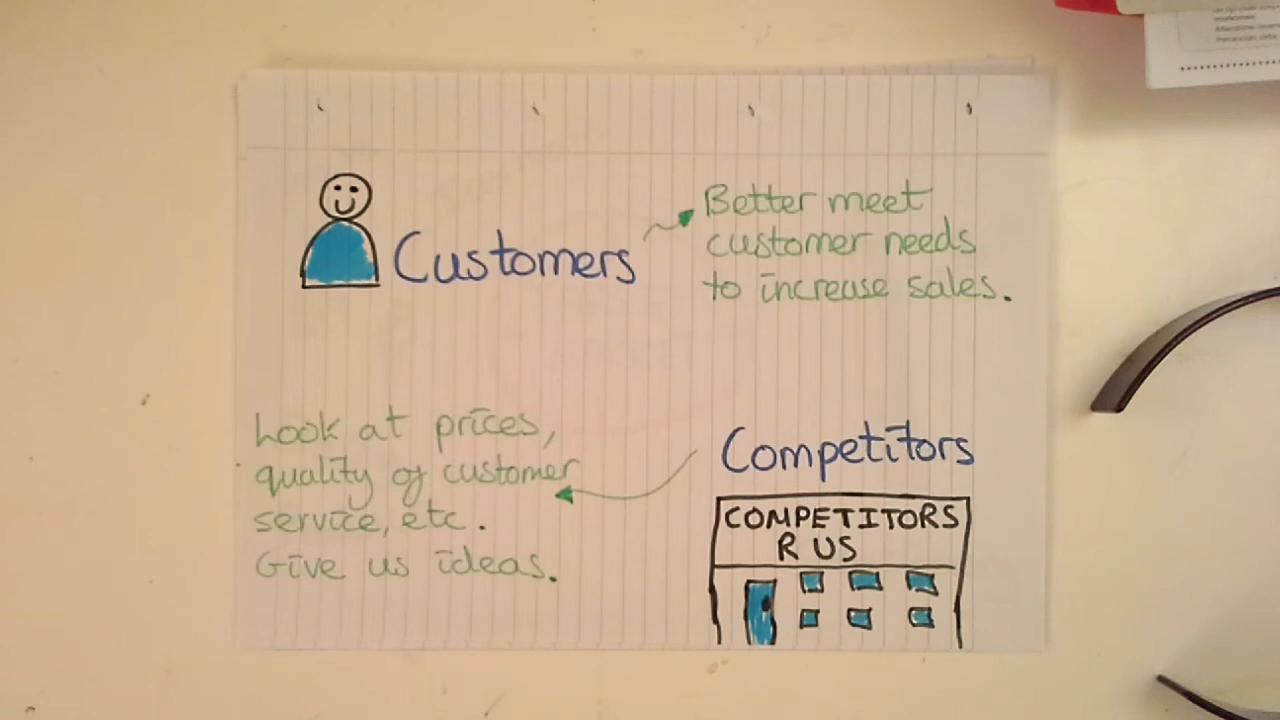 Customers
Better meet
customer needs
to increase sales.
Look at prices,
quality of customer
service, etc.
Give us ideas.
Competitors
COMPETITORS
R US